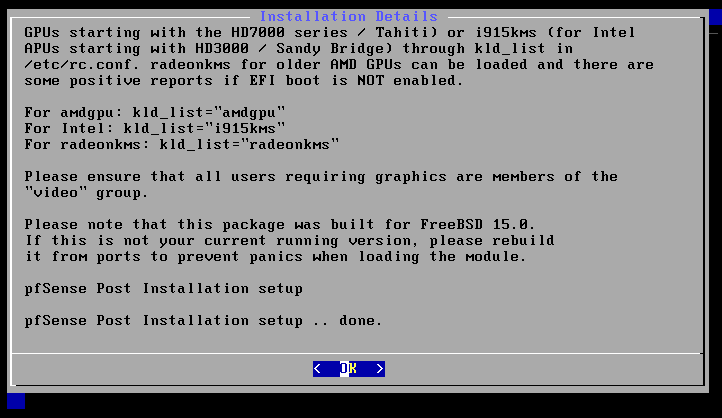 Installation Details
GPUs starting with the HD7000 series / Tahiti) or i915kms (for Intel
APUs starting with HD3000 / Sandy Bridge) through kld_list in
/etc/rc.conf. radeonkms for older AMD GPUs can be loaded and there are
some positive reports if EFI boot is NOT enabled.
For amdgpu: kld_list="amdgpu"
For Intel: kld_list="i915kms"
For radeonkms: kld_list="radeonkms"
Please ensure that all users requiring graphics are members of the
"video" group.
Please note that this package was built for FreeBSD 15.0.
If this is not your current running version, please rebuild
it from ports to prevent panics when loading the module.
pfSense Post Installation setup
pfSense Post Installation setup .. done.
< OK >